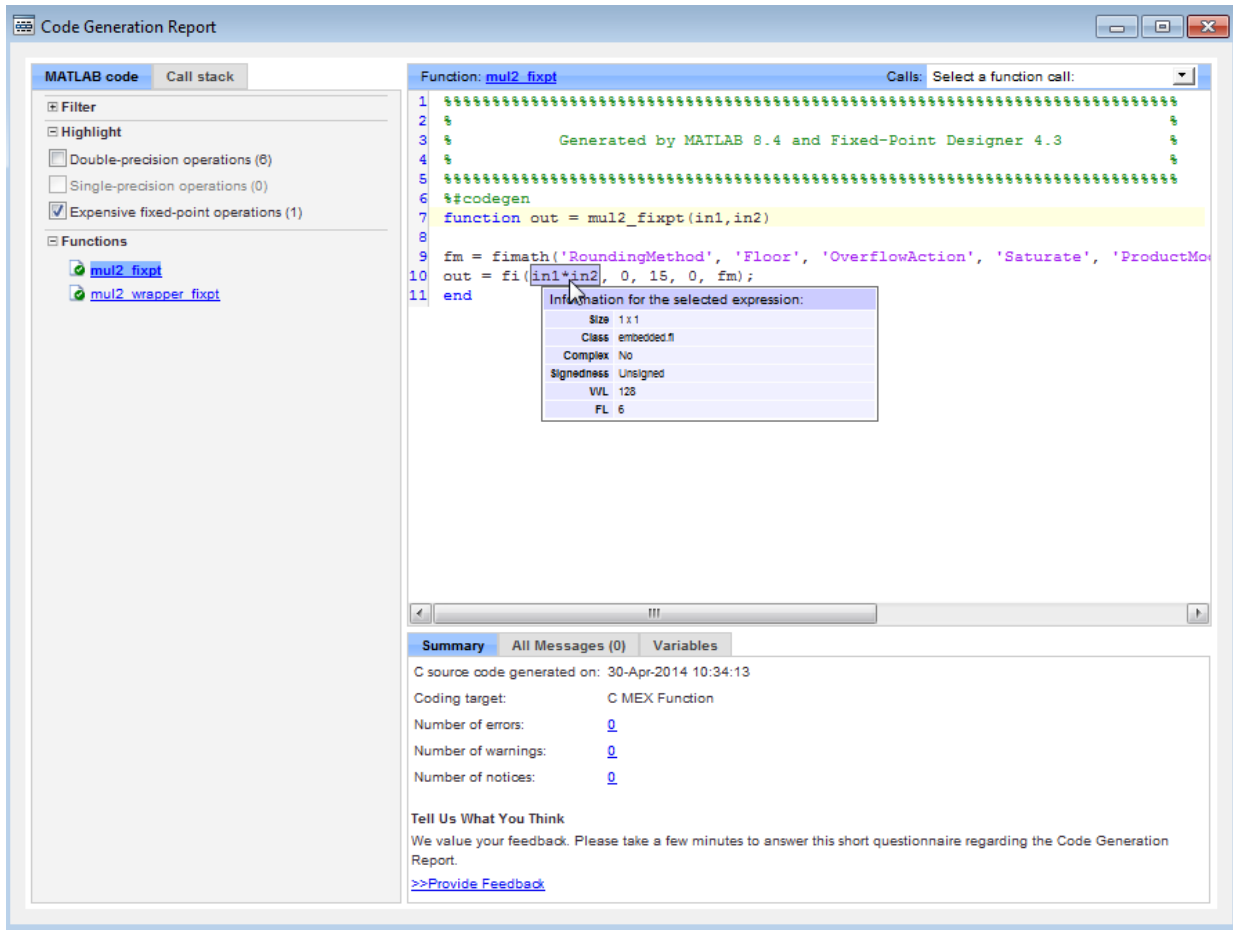 Code Generation Report
MATLAB code Call stack
Filter
Highlight
Double-precision operations (6)
Single-precision operations (0)
Expensive fixed-point operations (1)
Functions
mul2_fixpt
mul2_wrapper_fixpt
Function: mul2_fixpt Calls: Select a function call:
1 %%%%%%%%%%%%%%%%%%%%%%%%%%%%%%%%%%%%%%%%%%%%%%%%%%%%%%%%%%%%%%%%%%%%%%%%%%
2 % %
3 % Generated by MATLAB 8.4 and Fixed-Point Designer 4.3 %
4 % %
5 %%%%%%%%%%%%%%%%%%%%%%%%%%%%%%%%%%%%%%%%%%%%%%%%%%%%%%%%%%%%%%%%%%%%%%%%%%
6 %#codegen
7 function out = mul2_fixpt(in1,in2)
8
9 fm = fimath('RoundingMethod', 'Floor', 'OverflowAction', 'Saturate', 'ProductMo
10 out = fi(in1*in2, 0, 15, 0, fm);
11 end
Information for the selected expression:
Size 1 x 1
Class embedded.fi
Complex No
Signedness Unsigned
WL 128
FL 6
Summary All Messages (0) Variables
C source code generated on: 30-Apr-2014 10:34:13
Coding target: C MEX Function
Number of errors: 0
Number of warnings: 0
Number of notices: 0
Tell Us What You Think
We value your feedback. Please take a few minutes to answer this short questionnaire regarding the Code Generation
Report.
>>Provide Feedback